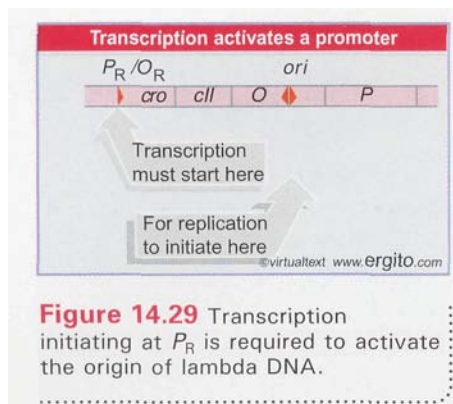 Transcription activates a promoter
PR/OR ori
cro cII O P
Transcription
must start here
For replication
to initiate here
©virtualtext www.ergito.com
Figure 14.29 Transcription
initiating at PR is required to activate
the origin of lambda DNA.